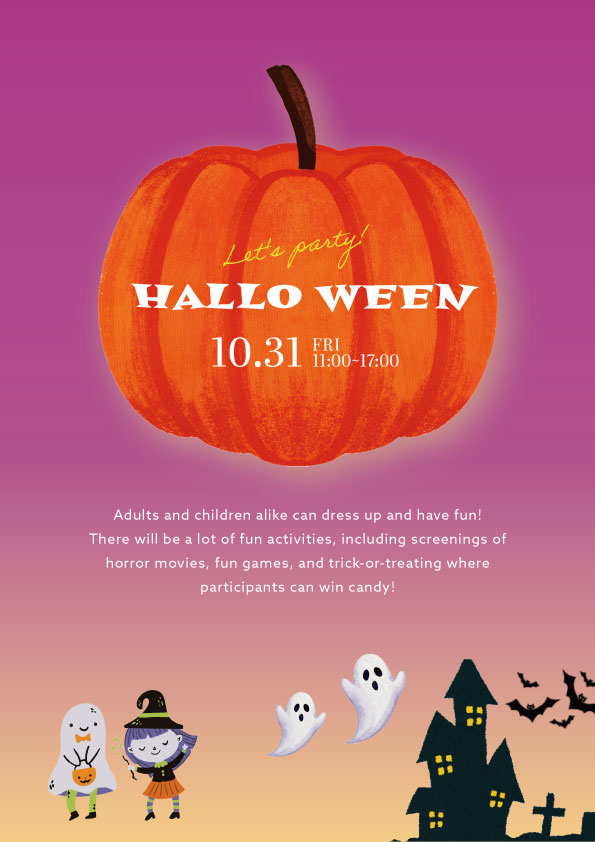 Let's party!
HALLO WEEN
10.31 FRI
11:00~17:00
Adults and children alike can dress up and have fun!
There will be a lot of fun activities, including screenings of
horror movies, fun games, and trick-or-treating where
participants can win candy!